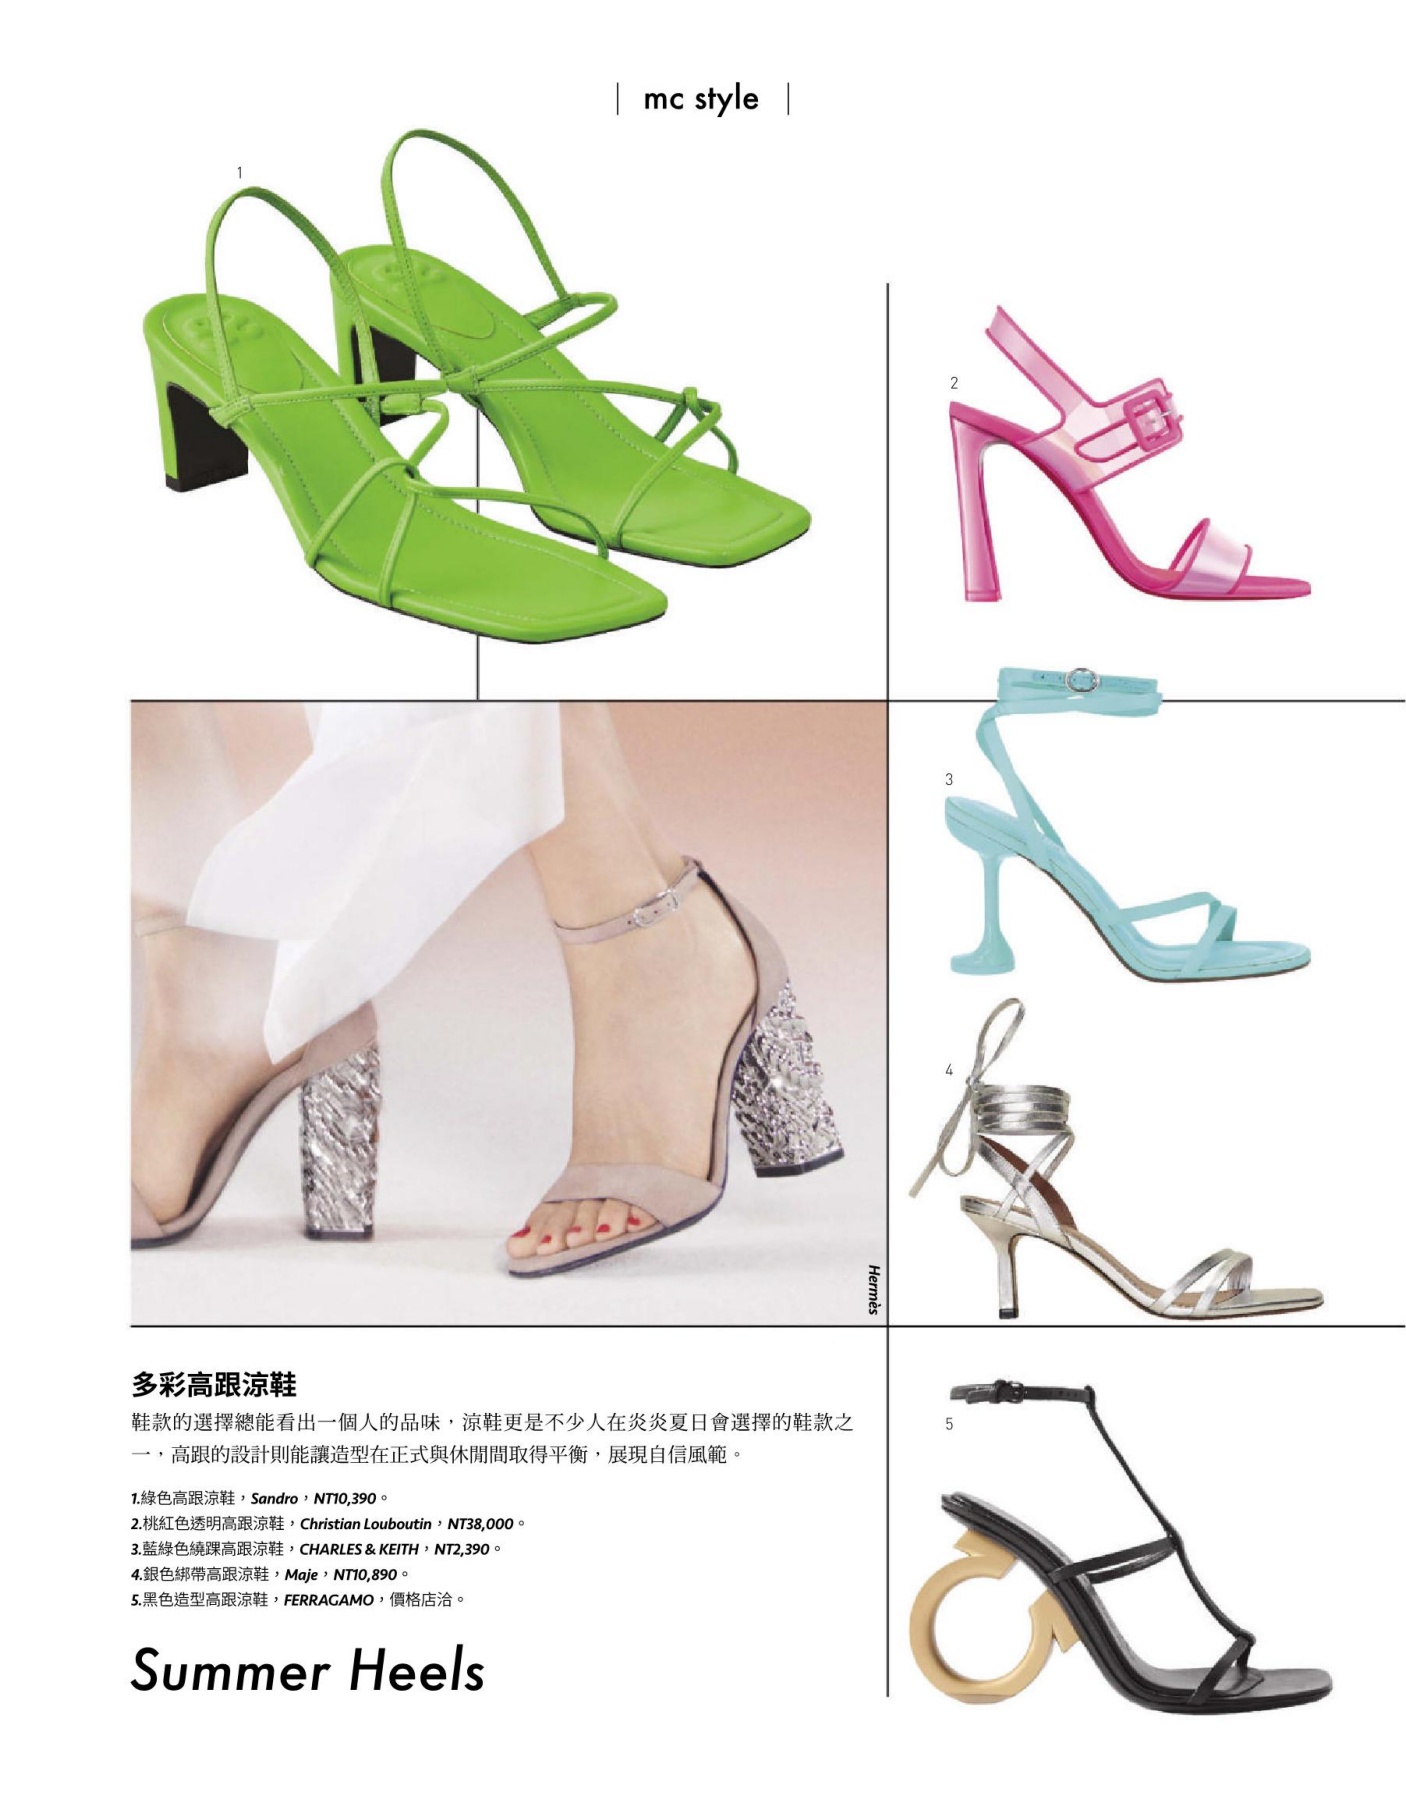 mc style
1
2
3
4
Hermès
多彩高跟涼鞋
鞋款的選擇總能看出一個人的品味，涼鞋更是不少人在炎炎夏日會選擇的鞋款之
一，高跟的設計則能讓造型在正式與休閒間取得平衡，展現自信風範。
5
1.綠色高跟涼鞋，Sandro，NT10,390。
2.桃紅色透明高跟涼鞋，Christian Louboutin，NT38,000。
3.藍綠色繞踝高跟涼鞋，CHARLES & KEITH，NT2,390。
4.銀色綁帶高跟涼鞋，Maje，NT10,890。
5.黑色造型高跟涼鞋，FERRAGAMO，價格店洽。
Summer Heels